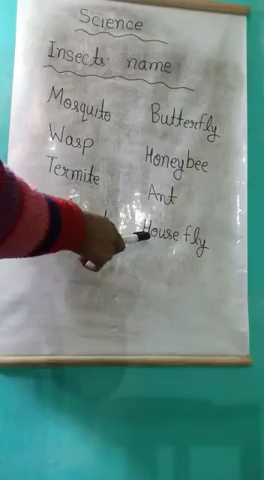 Science
Insects name
Mosquito
Wasp
Termite
Butterfly
Honeybee
Ant
House fly